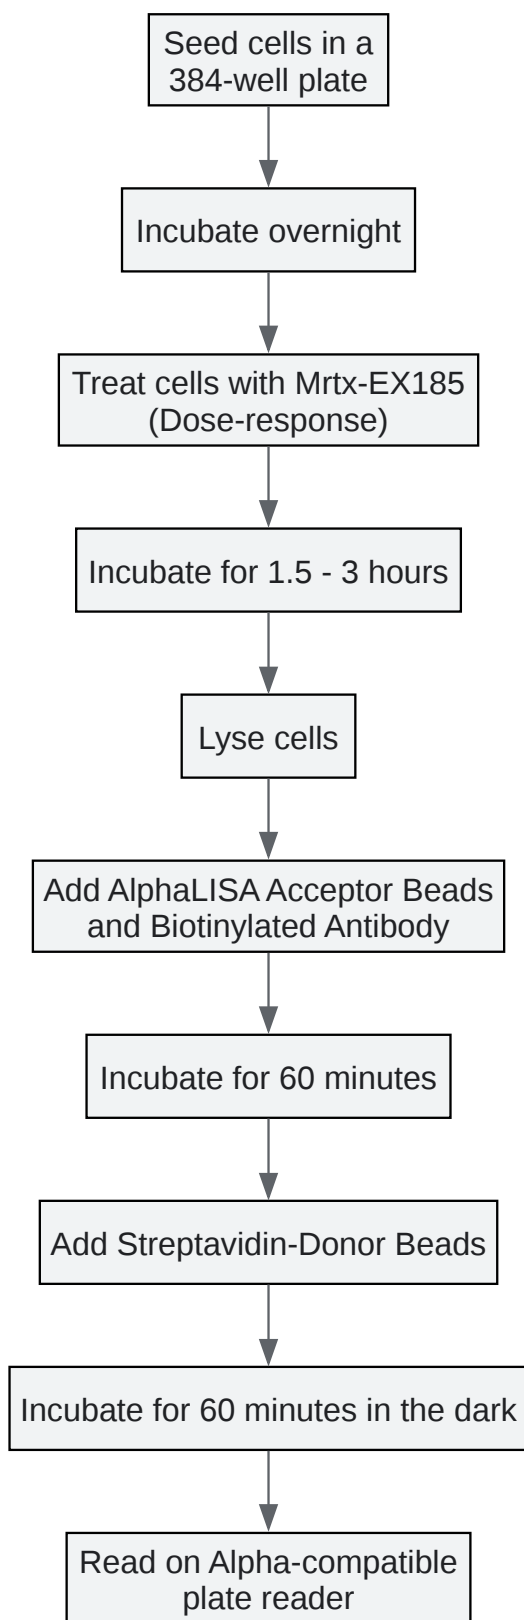 Seed cells in a
384-well plate
Incubate overnight
Treat cells with Mrtx-EX185
(Dose-response)
Incubate for 1.5 - 3 hours
Lyse cells
Add AlphaLISA Acceptor Beads
and Biotinylated Antibody
Incubate for 60 minutes
Add Streptavidin-Donor Beads
Incubate for 60 minutes in the dark
Read on Alpha-compatible
plate reader